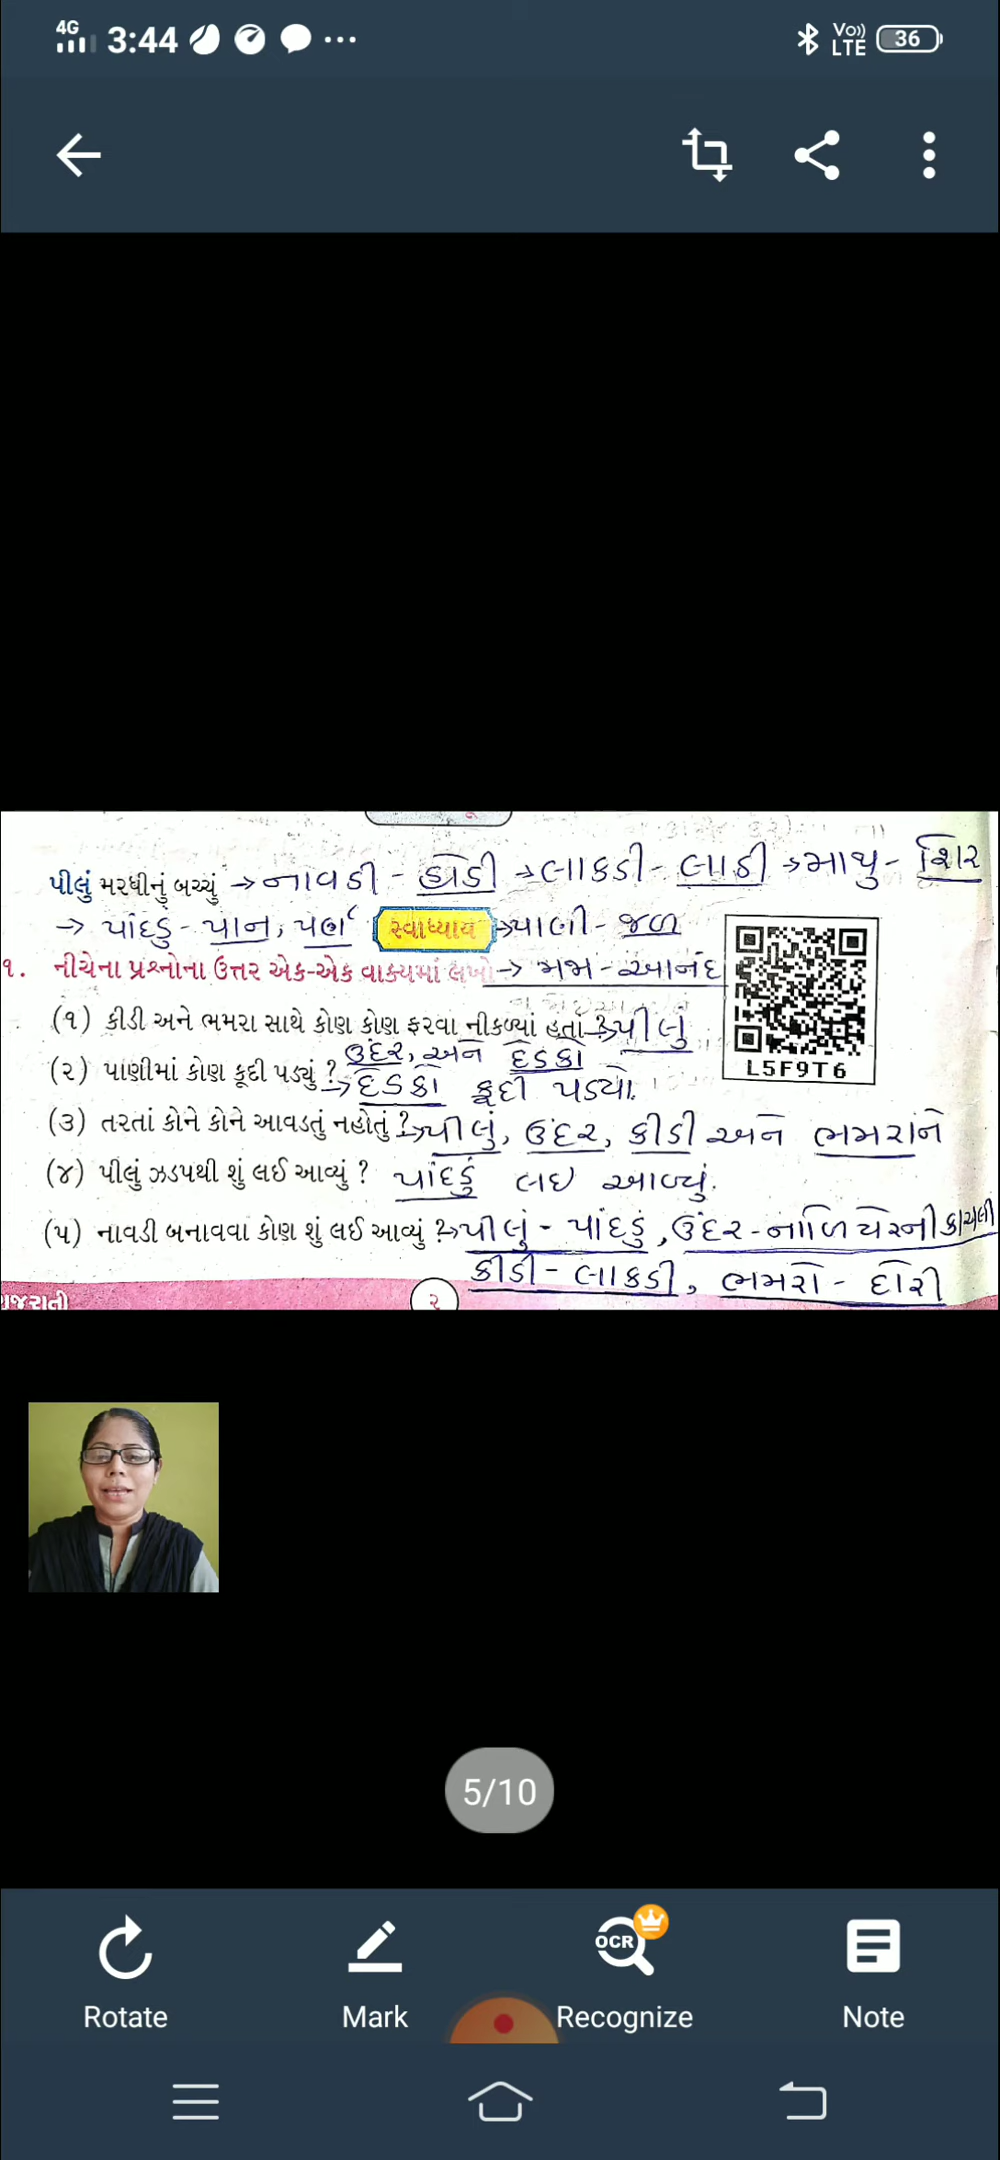 4G 3:44 ... Vo)) LTE 36
પીલું મરઘીનું બચ્ચું → નાવડી - હોડી → લાકડી - લાઠી → માથુ - શિર
→ પાંદડુ - પાન, પર્ણ સ્વાધ્યાય → પાણી - જળ
૧. નીચેના પ્રશ્નોના ઉત્તર એક-એક વાક્યમાં લખો → મજા - આનંદ
(૧) કીડી અને ભમરા સાથે કોણ કોણ ફરવા નીકળ્યાં હતાં ? → પીલું
ઉંદર, અને દેડકો
(૨) પાણીમાં કોણ કૂદી પડ્યું ? → દેડકો કૂદી પડયો.
L5F9T6
(૩) તરતાં કોને કોને આવડતું નહોતું ? → પીલું, ઉંદર, કીડી અને ભમરાને
(૪) પીલું ઝડપથી શું લઈ આવ્યું ? પાંદડું લઇ આવ્યું.
(૫) નાવડી બનાવવા કોણ શું લઈ આવ્યું ? → પીલું - પાંદડું, ઉંદર - નાળિયેરની કાચલી
કીડી - લાકડી, ભમરો - દોરી
ગુજરાતી ૨
5/10
OCR
Rotate Mark Recognize Note